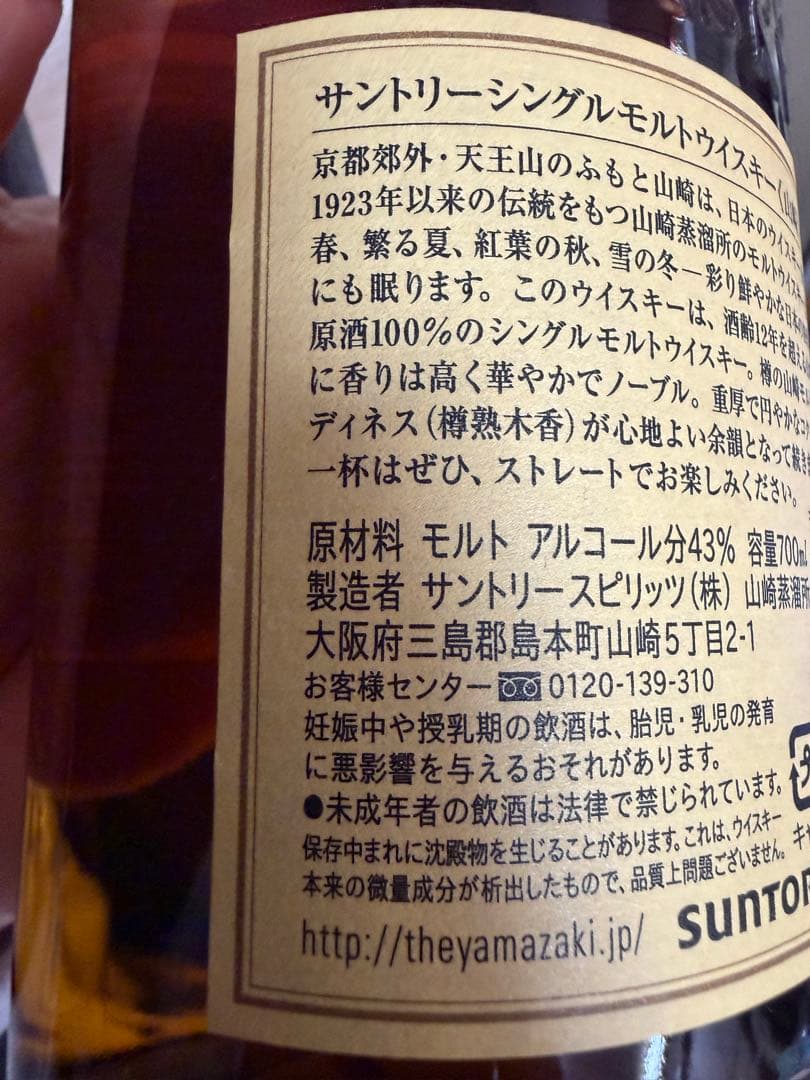 サントリーシングルモルトウイスキー〈山
京都郊外・天王山のふもと山崎は、日本のウイスキ
1923年以来の伝統をもつ山崎蒸溜所のモルトウイスキ
春、繁る夏、紅葉の秋、雪の冬―彩り鮮やかな日本
にも眠ります。このウイスキーは、酒齢12年を超え
原酒100%のシングルモルトウイスキー。樽の山崎モル
に香りは高く華やかでノーブル。重厚で円やかなコク
ディネス(樽熟木香)が心地よい余韻となって続き
一杯はぜひ、ストレートでお楽しみください。
原材料 モルト アルコール分43% 容量700ml
製造者 サントリースピリッツ(株) 山崎蒸溜所
大阪府三島郡島本町山崎5丁目2-1
お客様センター 0120-139-310
妊娠中や授乳期の飲酒は、胎児・乳児の発育
に悪影響を与えるおそれがあります。
●未成年者の飲酒は法律で禁じられています。
保存中まれに沈殿物を生じることがあります。これは、ウイスキー
本来の微量成分が析出したもので、品質上問題ございません。キャ
http://theyamazaki.jp/ SUNTOR